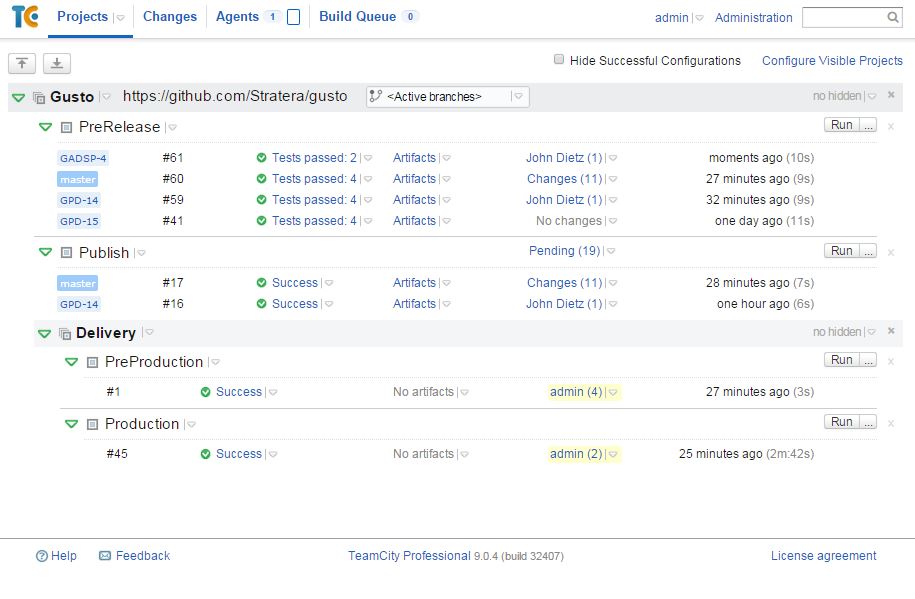 TC Projects Changes Agents 1 Build Queue 0 admin Administration
Hide Successful Configurations Configure Visible Projects
Gusto https://github.com/Stratera/gusto <Active branches> no hidden
PreRelease Run ...
GADSP-4 #61 Tests passed: 2 Artifacts John Dietz (1) moments ago (10s)
master #60 Tests passed: 4 Artifacts Changes (11) 27 minutes ago (9s)
GPD-14 #59 Tests passed: 4 Artifacts John Dietz (1) 32 minutes ago (9s)
GPD-15 #41 Tests passed: 4 Artifacts No changes one day ago (11s)
Publish Pending (19) Run ...
master #17 Success Artifacts Changes (11) 28 minutes ago (7s)
GPD-14 #16 Success Artifacts John Dietz (1) one hour ago (6s)
Delivery no hidden
PreProduction Run ...
#1 Success No artifacts admin (4) 27 minutes ago (3s)
Production Run ...
#45 Success No artifacts admin (2) 25 minutes ago (2m:42s)
Help Feedback TeamCity Professional 9.0.4 (build 32407) License agreement